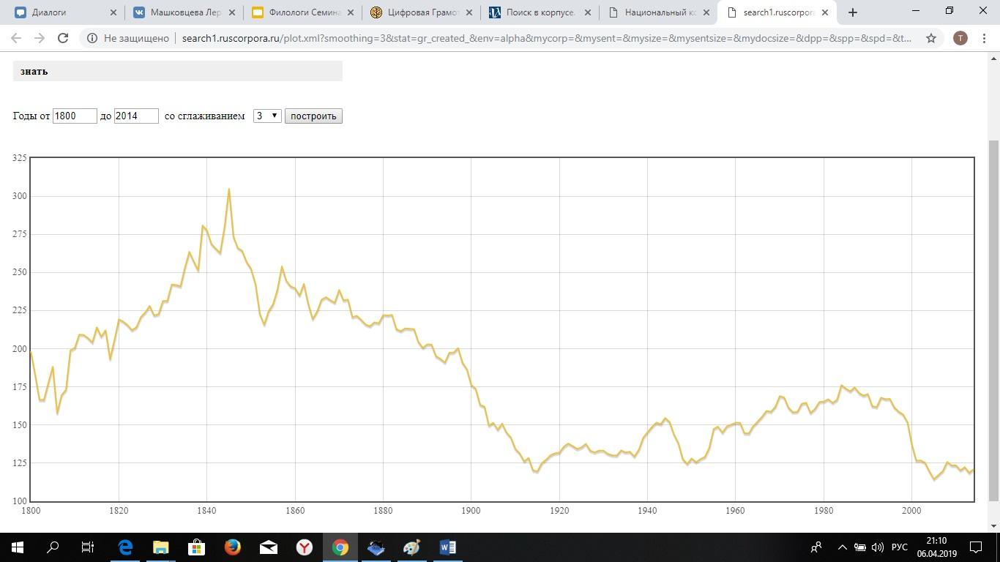 Диалоги
Машковцева Лер
Филологи Семина
Цифровая Грамот
Поиск в корпусе.
Национальный ко
search1.ruscorpora
Не защищено
search1.ruscorpora.ru/plot.xml?smoothing=3&stat=gr_created_&env=alpha&mycorp=&mysent=&mysize=&mysentsize=&mydocsize=&dpp=&spp=&spd=&t...
T
знать
Годы от 1800 до 2014 со сглаживанием 3 построить
325
300
275
250
225
200
175
150
125
100
1800 1820 1840 1860 1880 1900 1920 1940 1960 1980 2000
РУС
21:10
06.04.2019